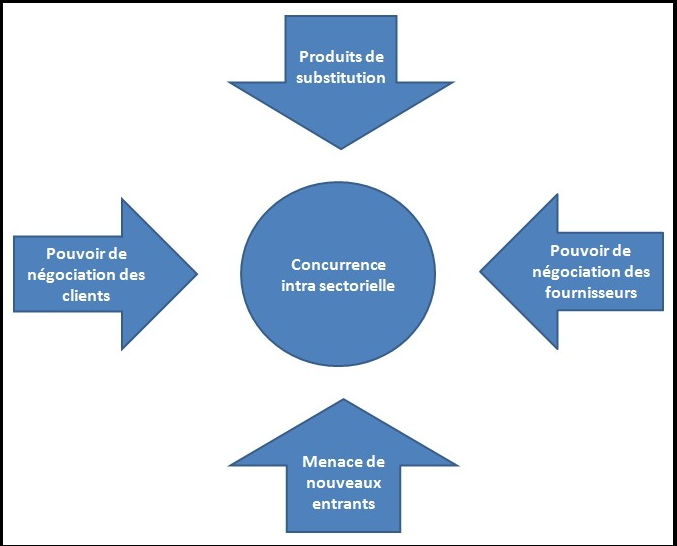 Produits de
substitution
Pouvoir de
négociation des
clients
Concurrence
intra sectorielle
Pouvoir de
négociation des
fournisseurs
Menace de
nouveaux
entrants